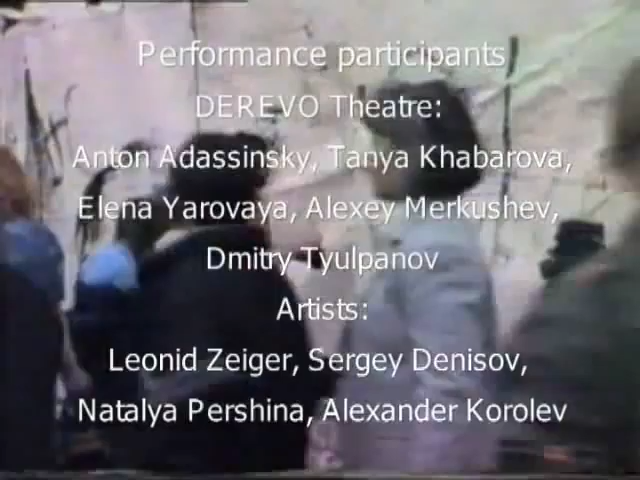 Performance participants
DEREVO Theatre:
Anton Adassinsky, Tanya Khabarova,
Elena Yarovaya, Alexey Merkushev,
Dmitry Tyulpanov
Artists:
Leonid Zeiger, Sergey Denisov,
Natalya Pershina, Alexander Korolev